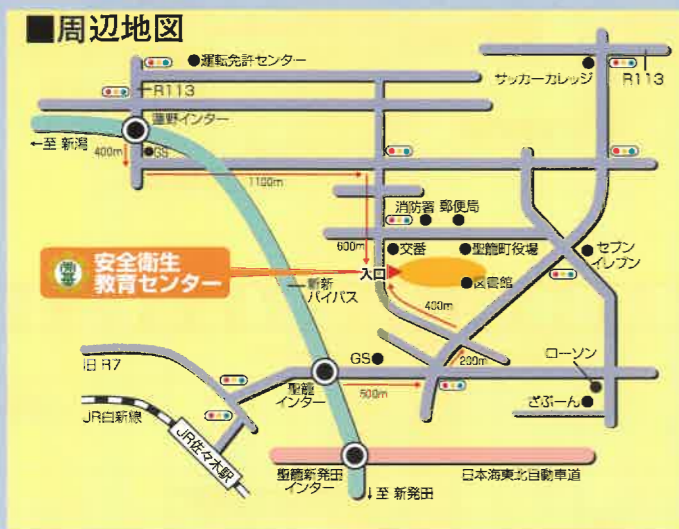 ■周辺地図
運転免許センター
サッカーカレッジ
R113
R113
蓮野インター
←至 新潟
400m
GS
1100m
消防署 郵便局
600m
交番
聖籠町役場
セブン
イレブン
安全衛生
教育センター
入口
図書館
新新
バイパス
400m
旧 R7
GS
200m
ローソン
聖籠
インター
500m
ざぶーん
JR白新線
JR佐々木駅
聖籠新発田
インター
日本海東北自動車道
↓至 新発田